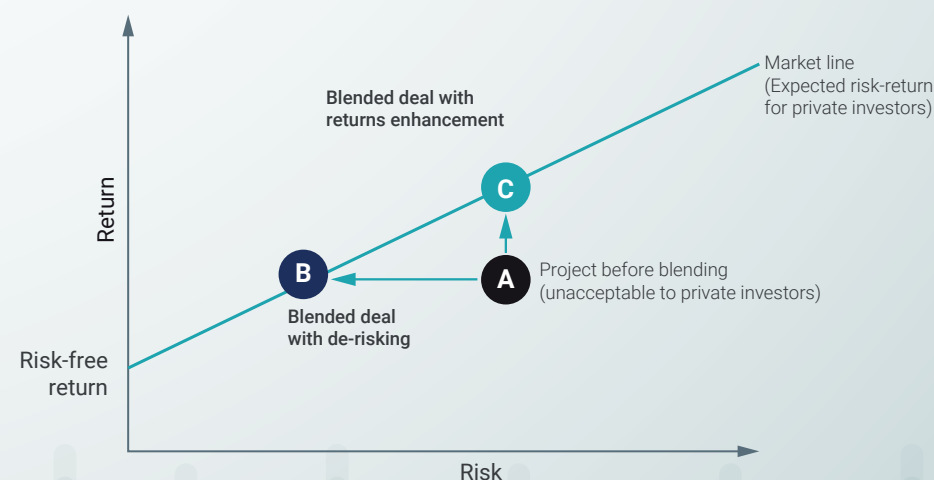 Market line
(Expected risk-return
for private investors)
Blended deal with
returns enhancement
Return
C
B
A
Project before blending
(unacceptable to private investors)
Blended deal
with de-risking
Risk-free
return
Risk